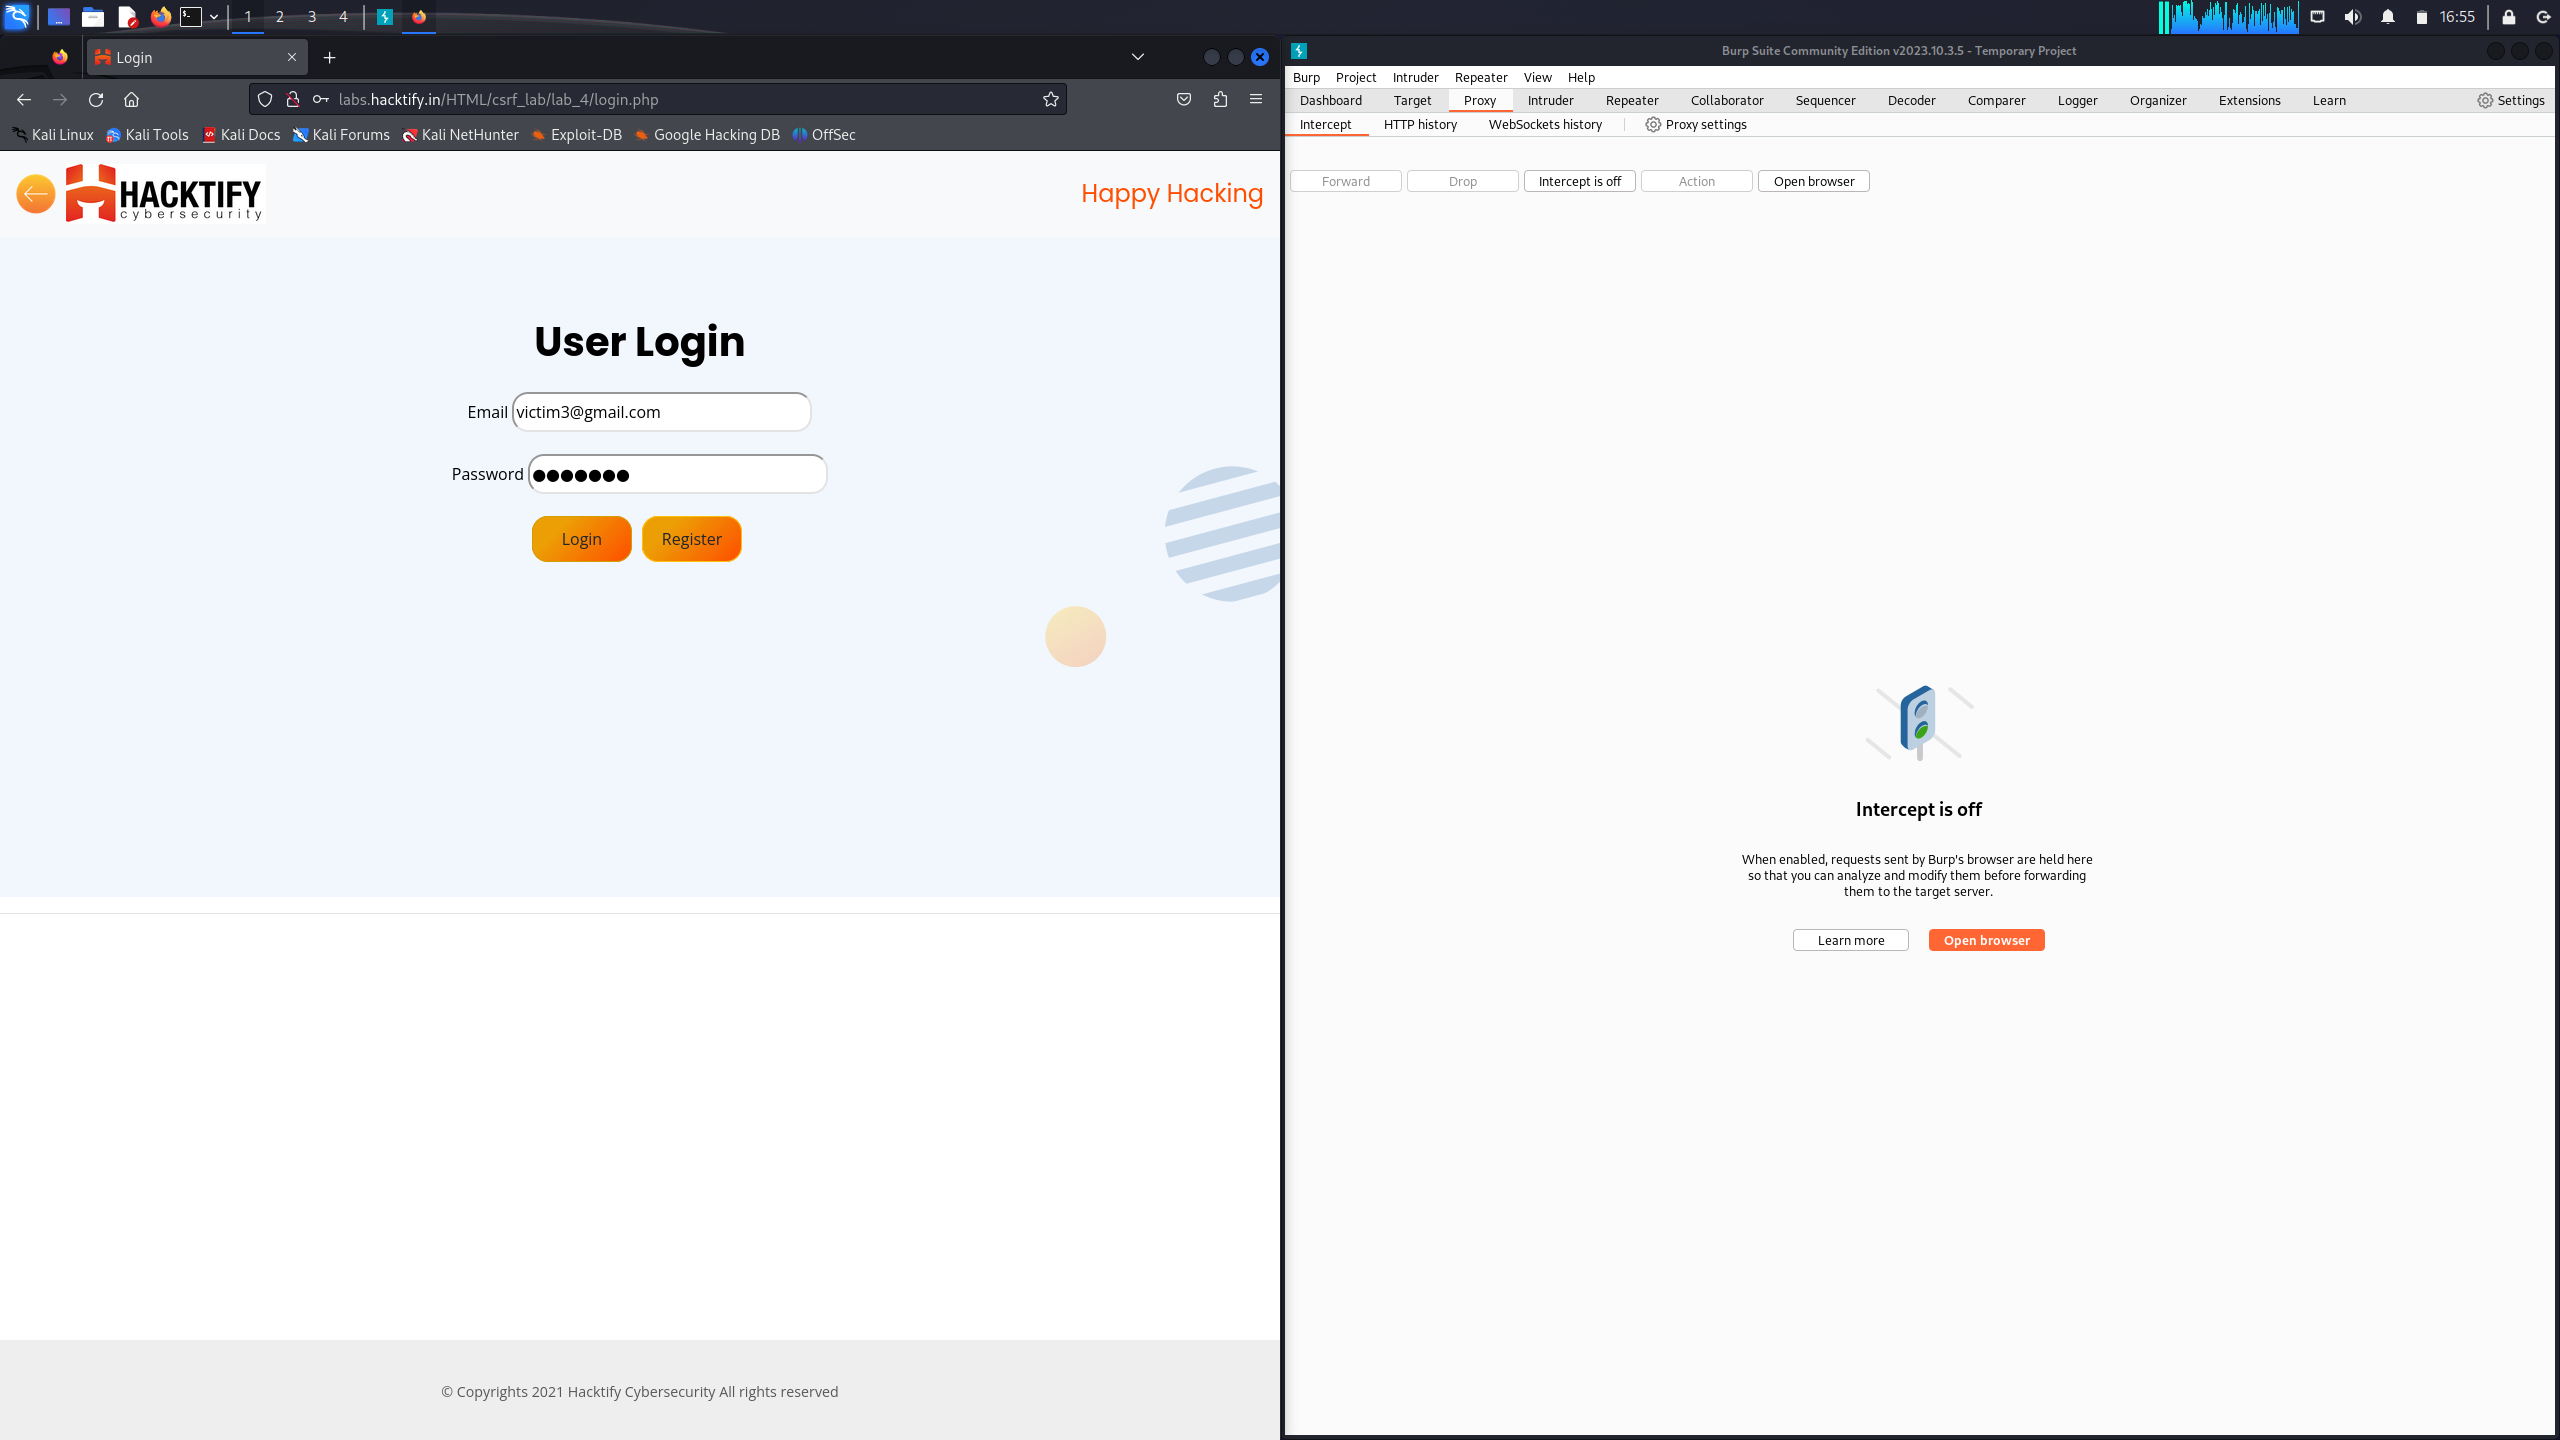 1 2 3 4
16:55
Login
labs.hacktify.in/HTML/csrf_lab/lab_4/login.php
Kali Linux Kali Tools Kali Docs Kali Forums Kali NetHunter Exploit-DB Google Hacking DB OffSec
HACKTIFY
cybersecurity
Happy Hacking
User Login
Email victim3@gmail.com
Password
Login Register
© Copyrights 2021 Hacktify Cybersecurity All rights reserved
Burp Suite Community Edition v2023.10.3.5 - Temporary Project
Burp Project Intruder Repeater View Help
Dashboard Target Proxy Intruder Repeater Collaborator Sequencer Decoder Comparer Logger Organizer Extensions Learn Settings
Intercept HTTP history WebSockets history Proxy settings
Forward Drop Intercept is off Action Open browser
Intercept is off
When enabled, requests sent by Burp's browser are held here
so that you can analyze and modify them before forwarding
them to the target server.
Learn more Open browser